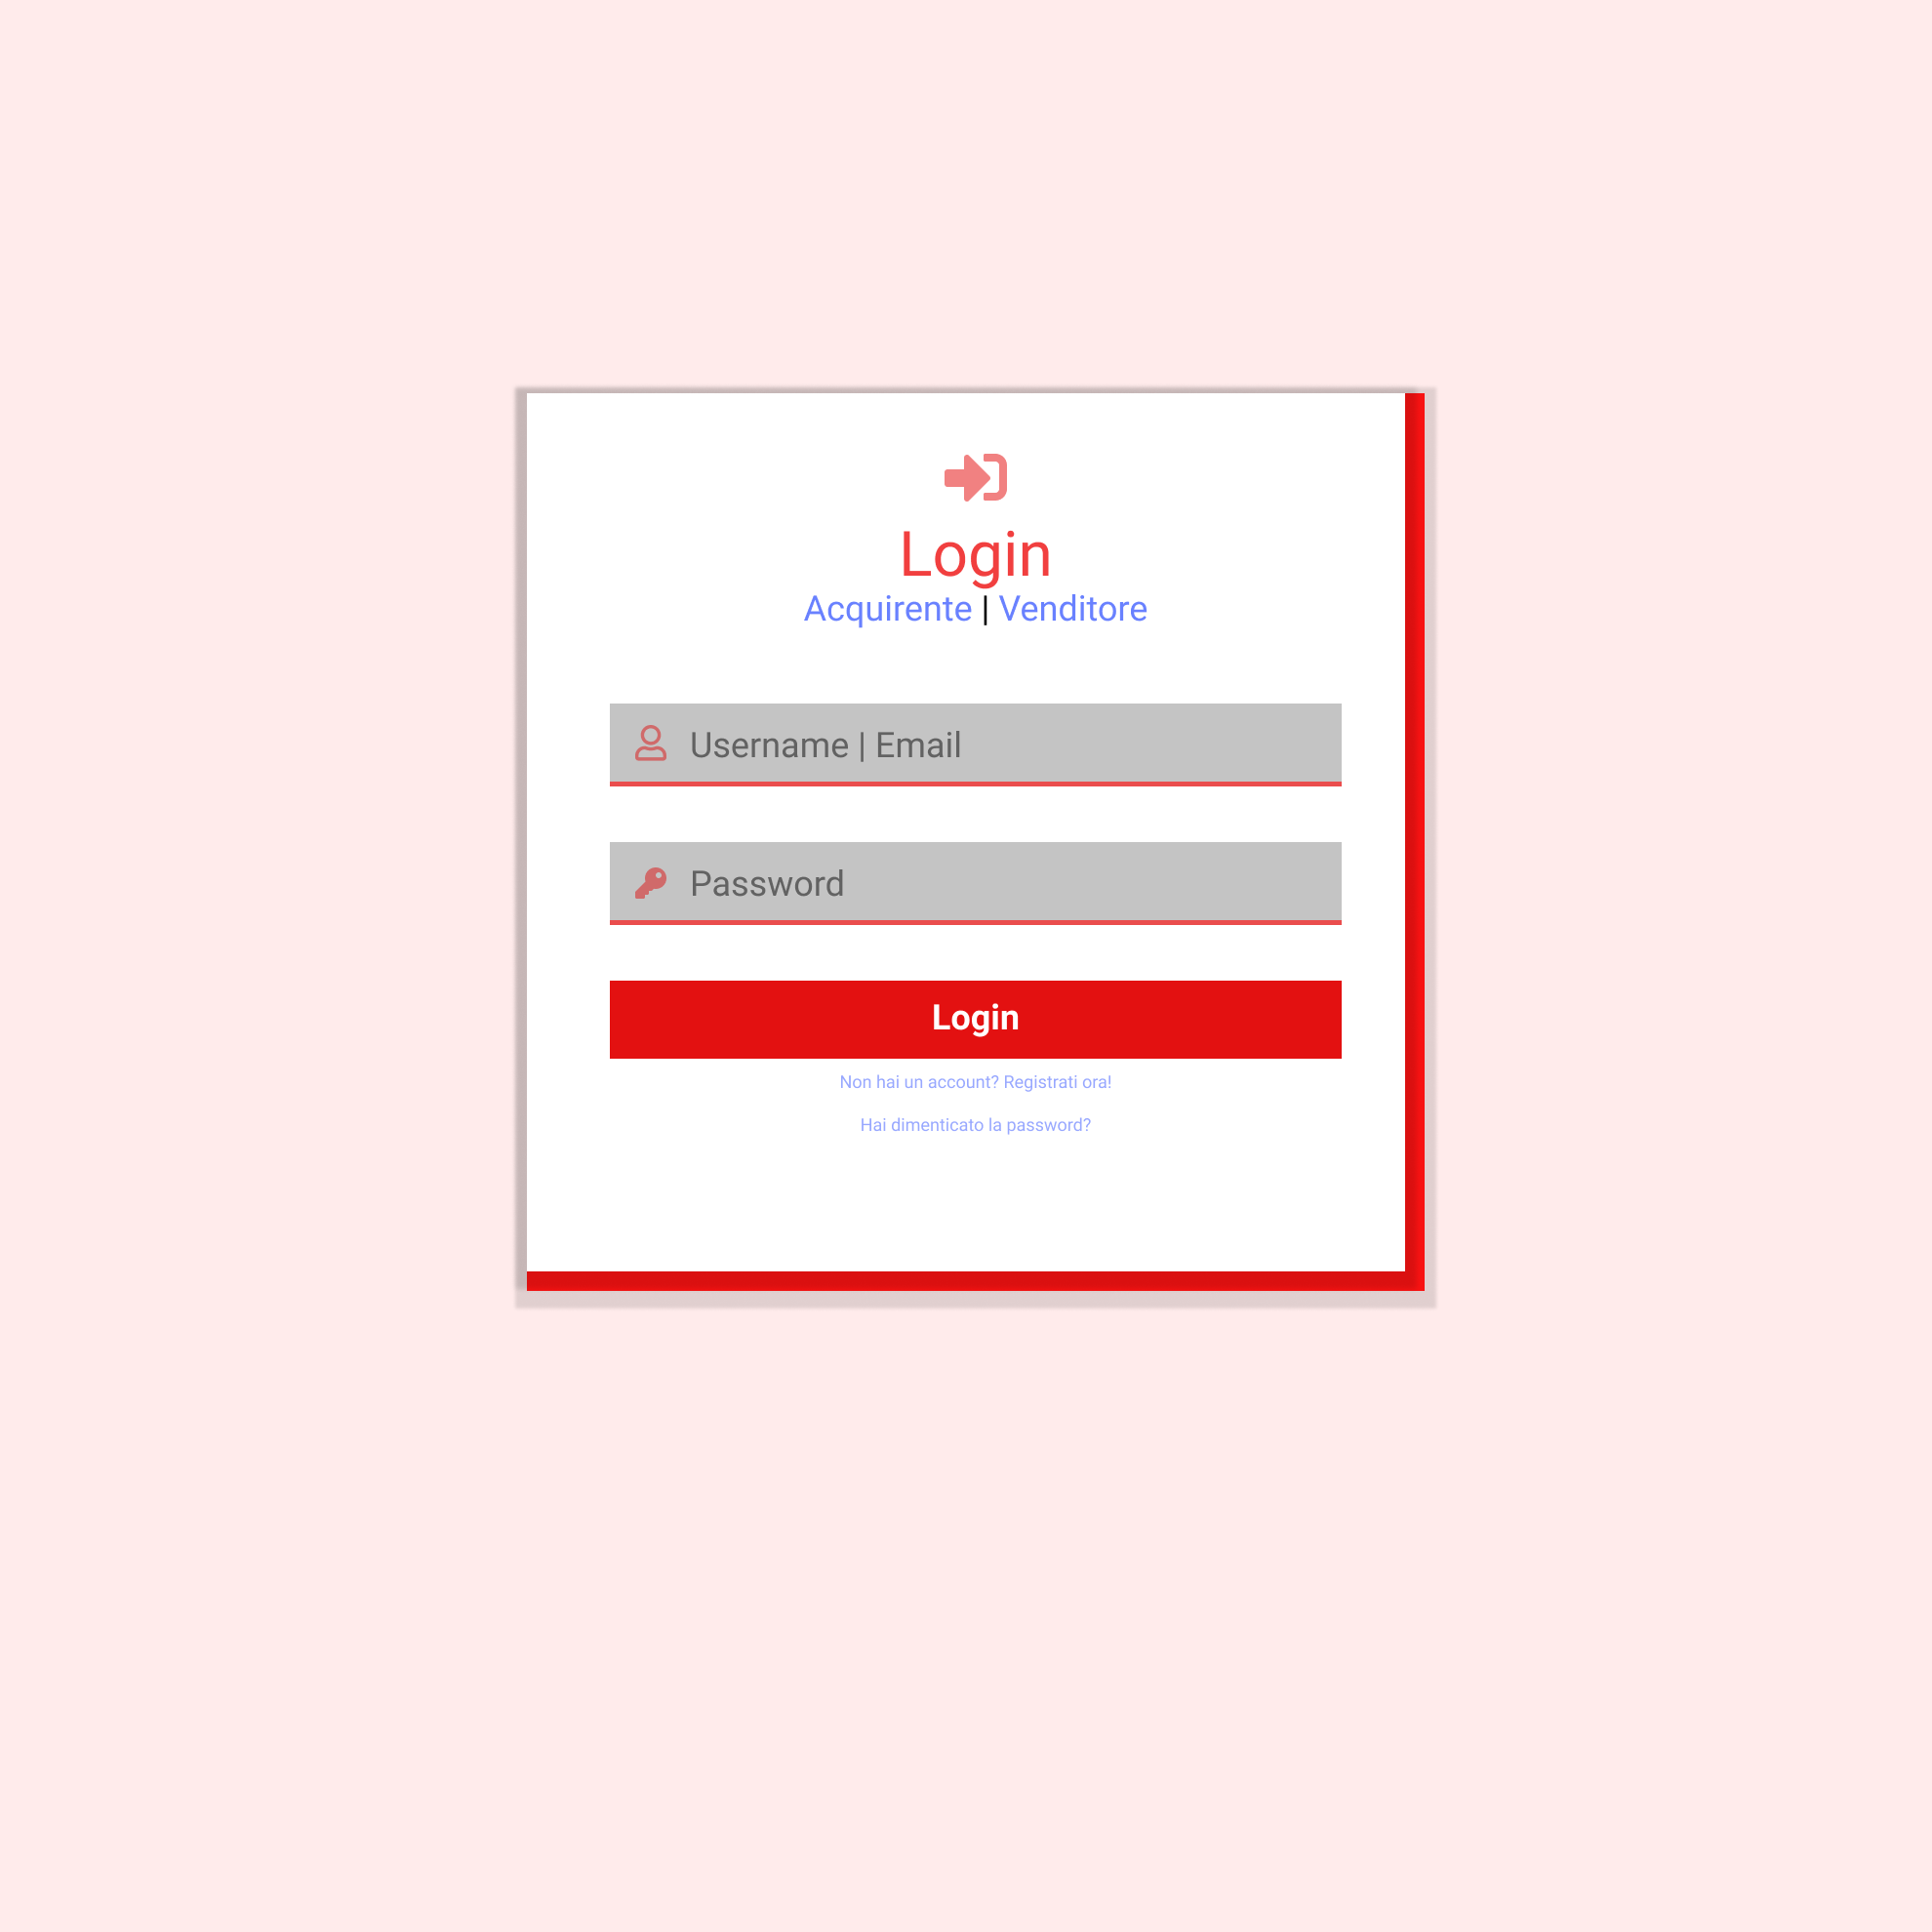 Login
Acquirente | Venditore
Username | Email
Password
Login
Non hai un account? Registrati ora!
Hai dimenticato la password?